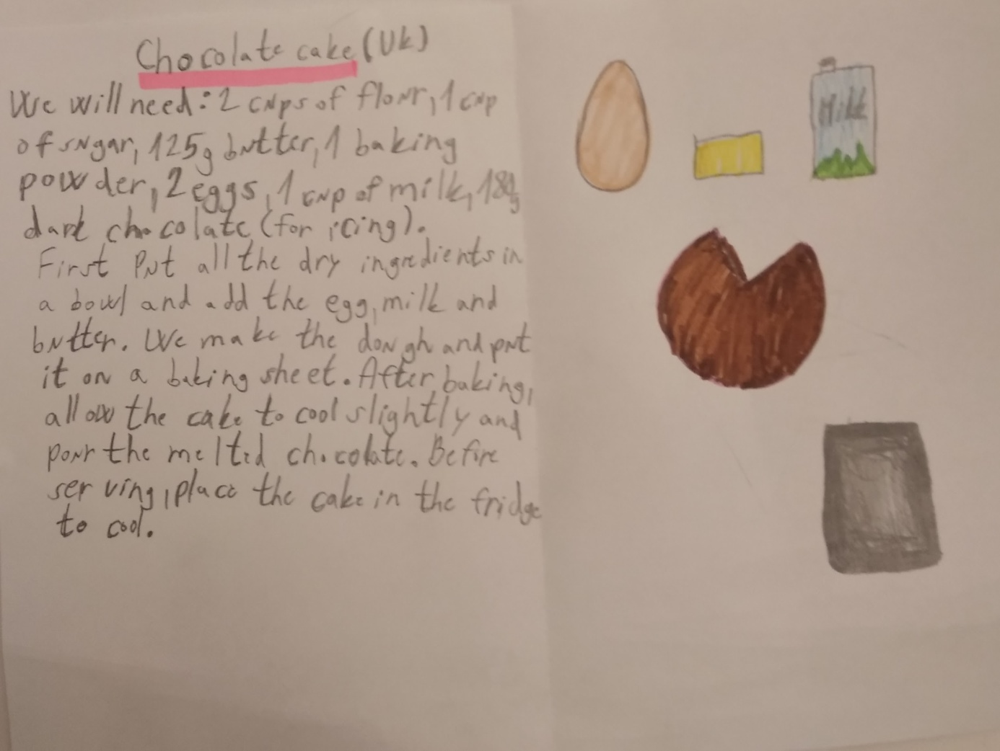 Chocolate cake (Uk)
We will need: 2 cups of flour, 1 cup
of sugar, 125g butter, 1 baking
powder, 2 eggs, 1 cup of milk, 180g
dark chocolate (for icing).
First Put all the dry ingredients in
a bowl and add the egg, milk and
butter. We make the dough and put
it on a baking sheet. After baking,
allow the cake to cool slightly and
pour the melted chocolate. Before
serving, place the cake in the fridge
to cool.
Milk